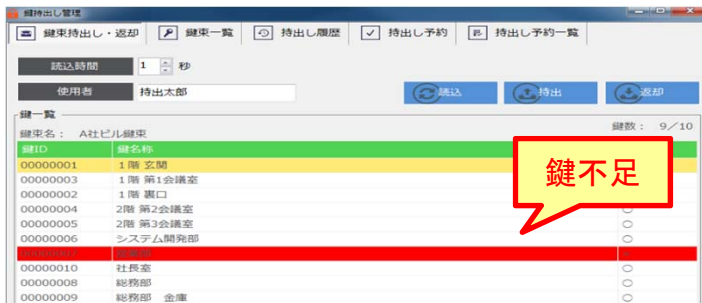 鍵持出し管理
鍵束持出し・返却 鍵束一覧 持出し履歴 持出し予約 持出し予約一覧
読込時間 1 秒
使用者 持出太郎 読込 持出 返却
鍵一覧
鍵束名: A社ビル鍵束 鍵数: 9/10
鍵ID 鍵名称
00000001 1階 玄関
00000003 1階 第1会議室
鍵不足
00000002 1階 裏口
00000004 2階 第2会議室 ○
00000005 2階 第3会議室 ○
00000006 システム開発部 ○
00000010 社長室 ○
00000008 総務部 ○
00000009 総務部 金庫 ○